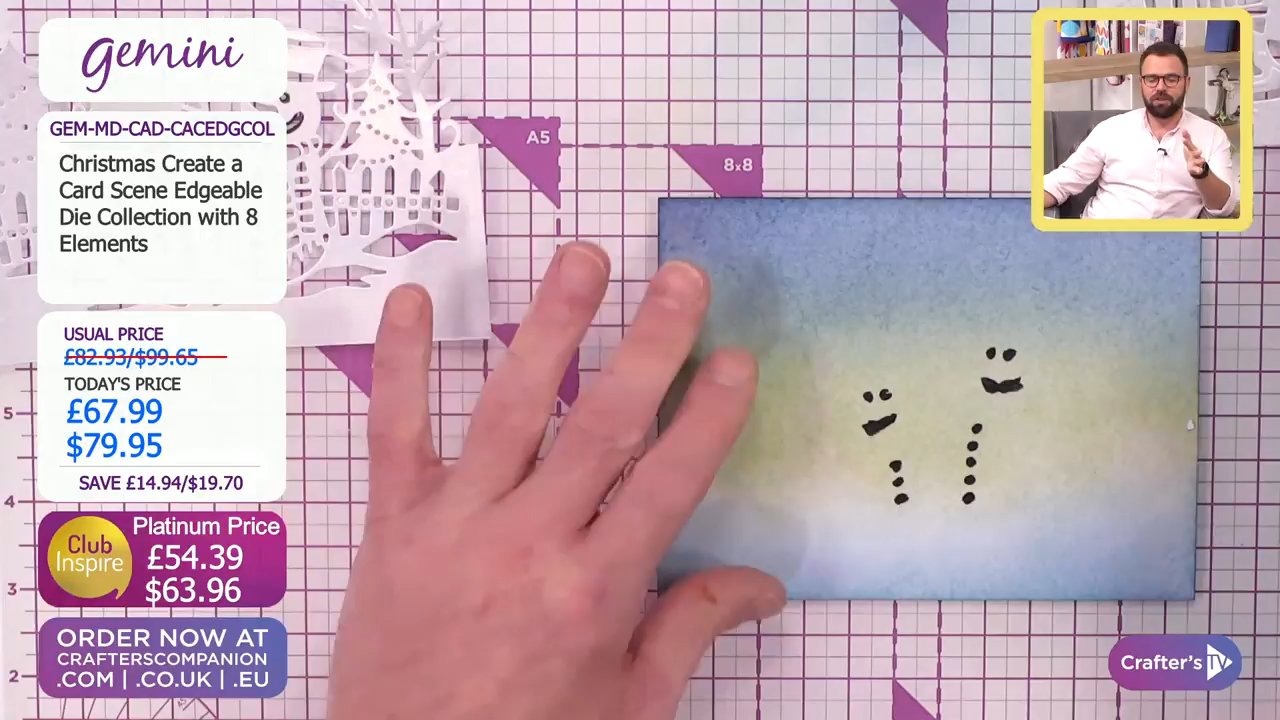 gemini
GEM-MD-CAD-CACEDGCOL
Christmas Create a
Card Scene Edgeable
Die Collection with 8
Elements
USUAL PRICE
£82.93/$99.65
TODAY'S PRICE
£67.99
$79.95
SAVE £14.94/$19.70
Club
Inspire
Platinum Price
£54.39
$63.96
ORDER NOW AT
CRAFTERSCOMPANION
.COM | .CO.UK | .EU
A5
8x8
5
4
3
2
Crafter's TV